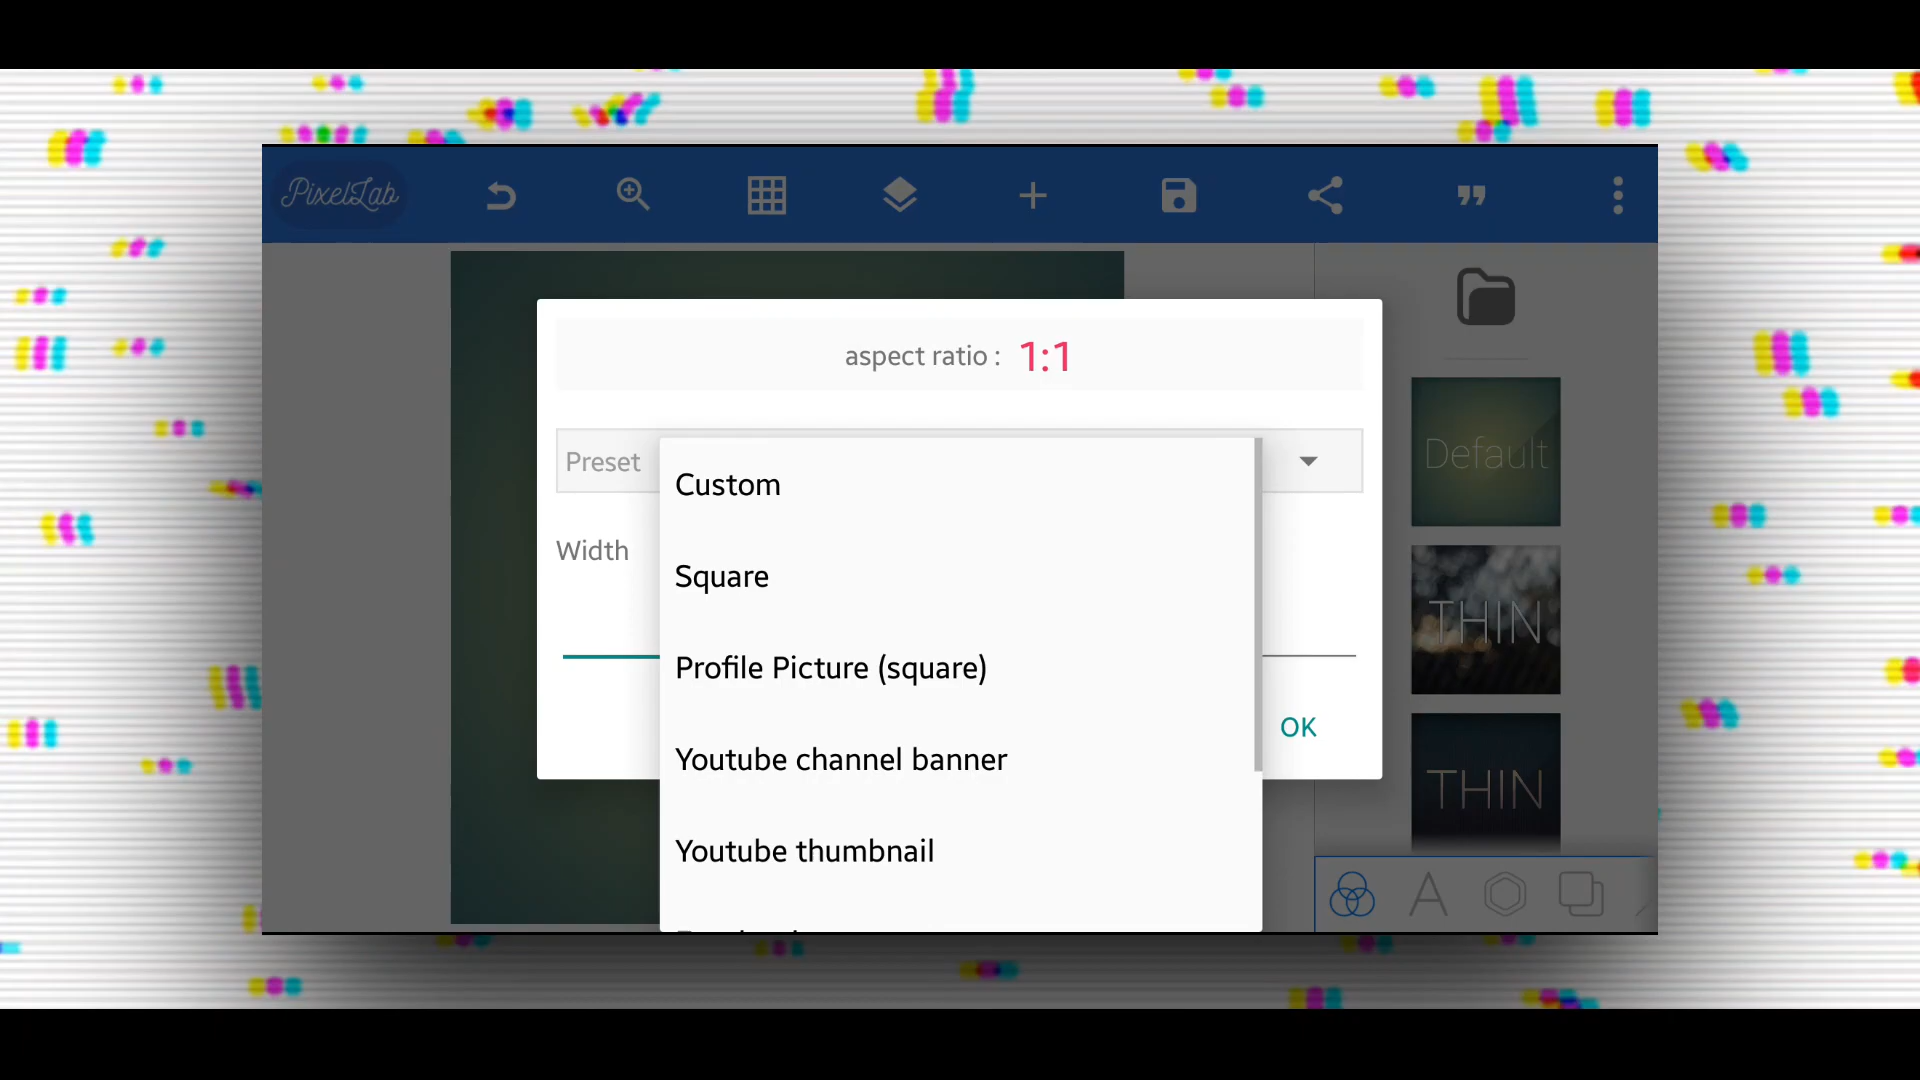 PixelLab
aspect ratio : 1:1
Preset
Custom
Width
Square
Profile Picture (square)
OK
Youtube channel banner
Youtube thumbnail
Default
THIN
THIN